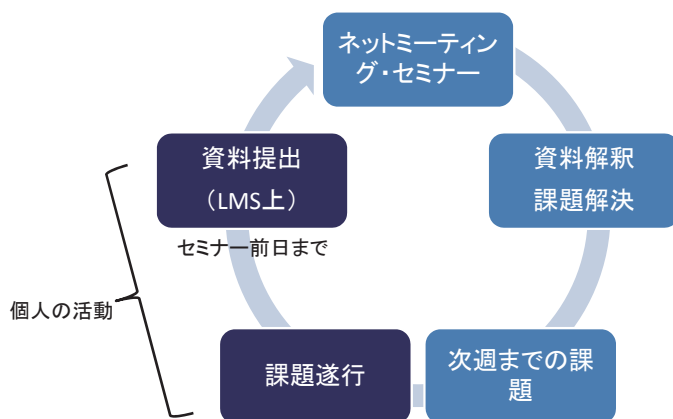 ネットミーティン
グ・セミナー
資料提出
（LMS上）
セミナー前日まで
資料解釈
課題解決
個人の活動
課題遂行
次週までの課
題